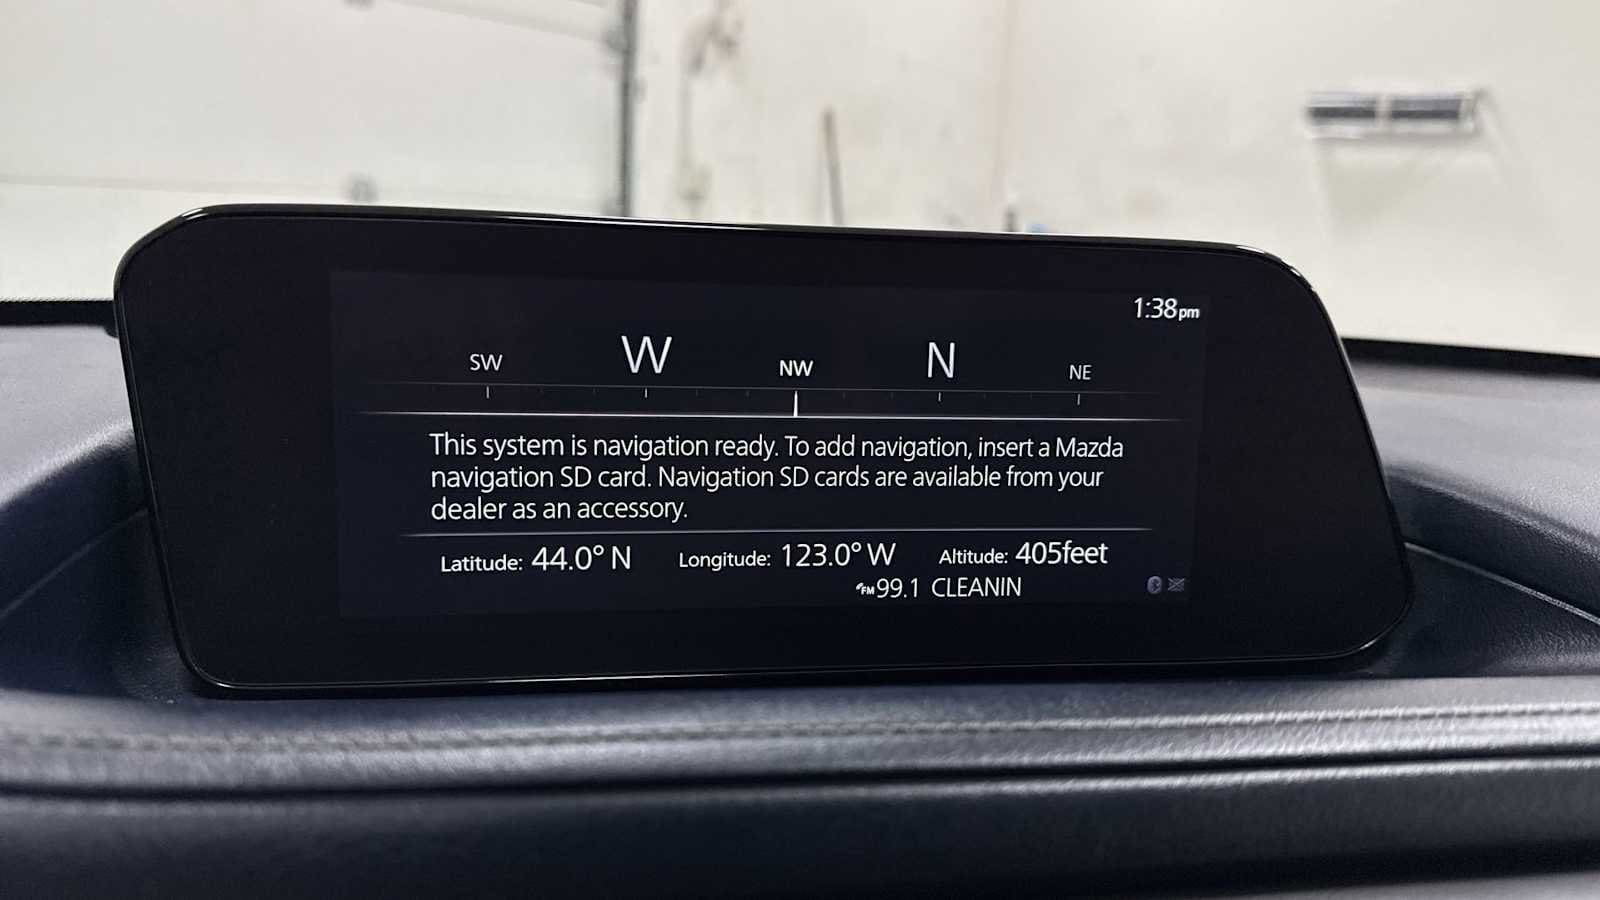 1:38pm
SW W NW N NE
This system is navigation ready. To add navigation, insert a Mazda
navigation SD card. Navigation SD cards are available from your
dealer as an accessory.
Latitude: 44.0° N Longitude: 123.0° W Altitude: 405feet
FM 99.1 CLEANIN